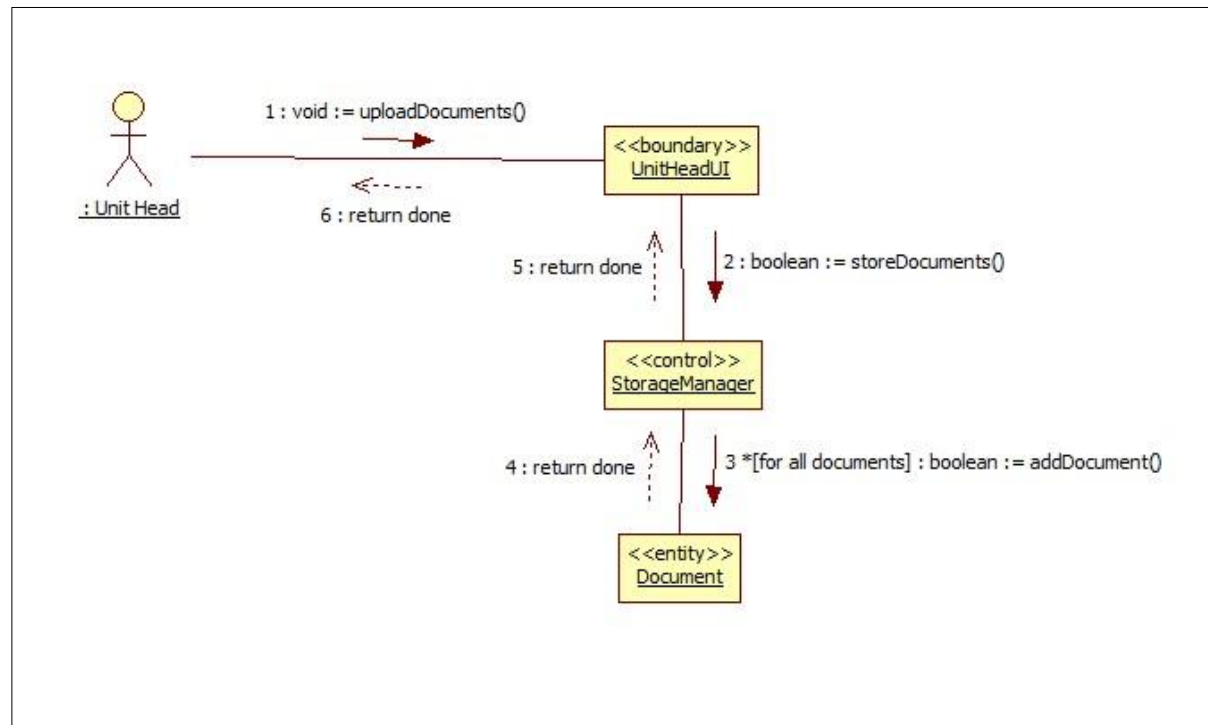 1 : void := uploadDocuments()
<<boundary>>
UnitHeadUI
: Unit Head
6 : return done
5 : return done
2 : boolean := storeDocuments()
<<control>>
StorageManager
4 : return done
3 *[for all documents] : boolean := addDocument()
<<entity>>
Document